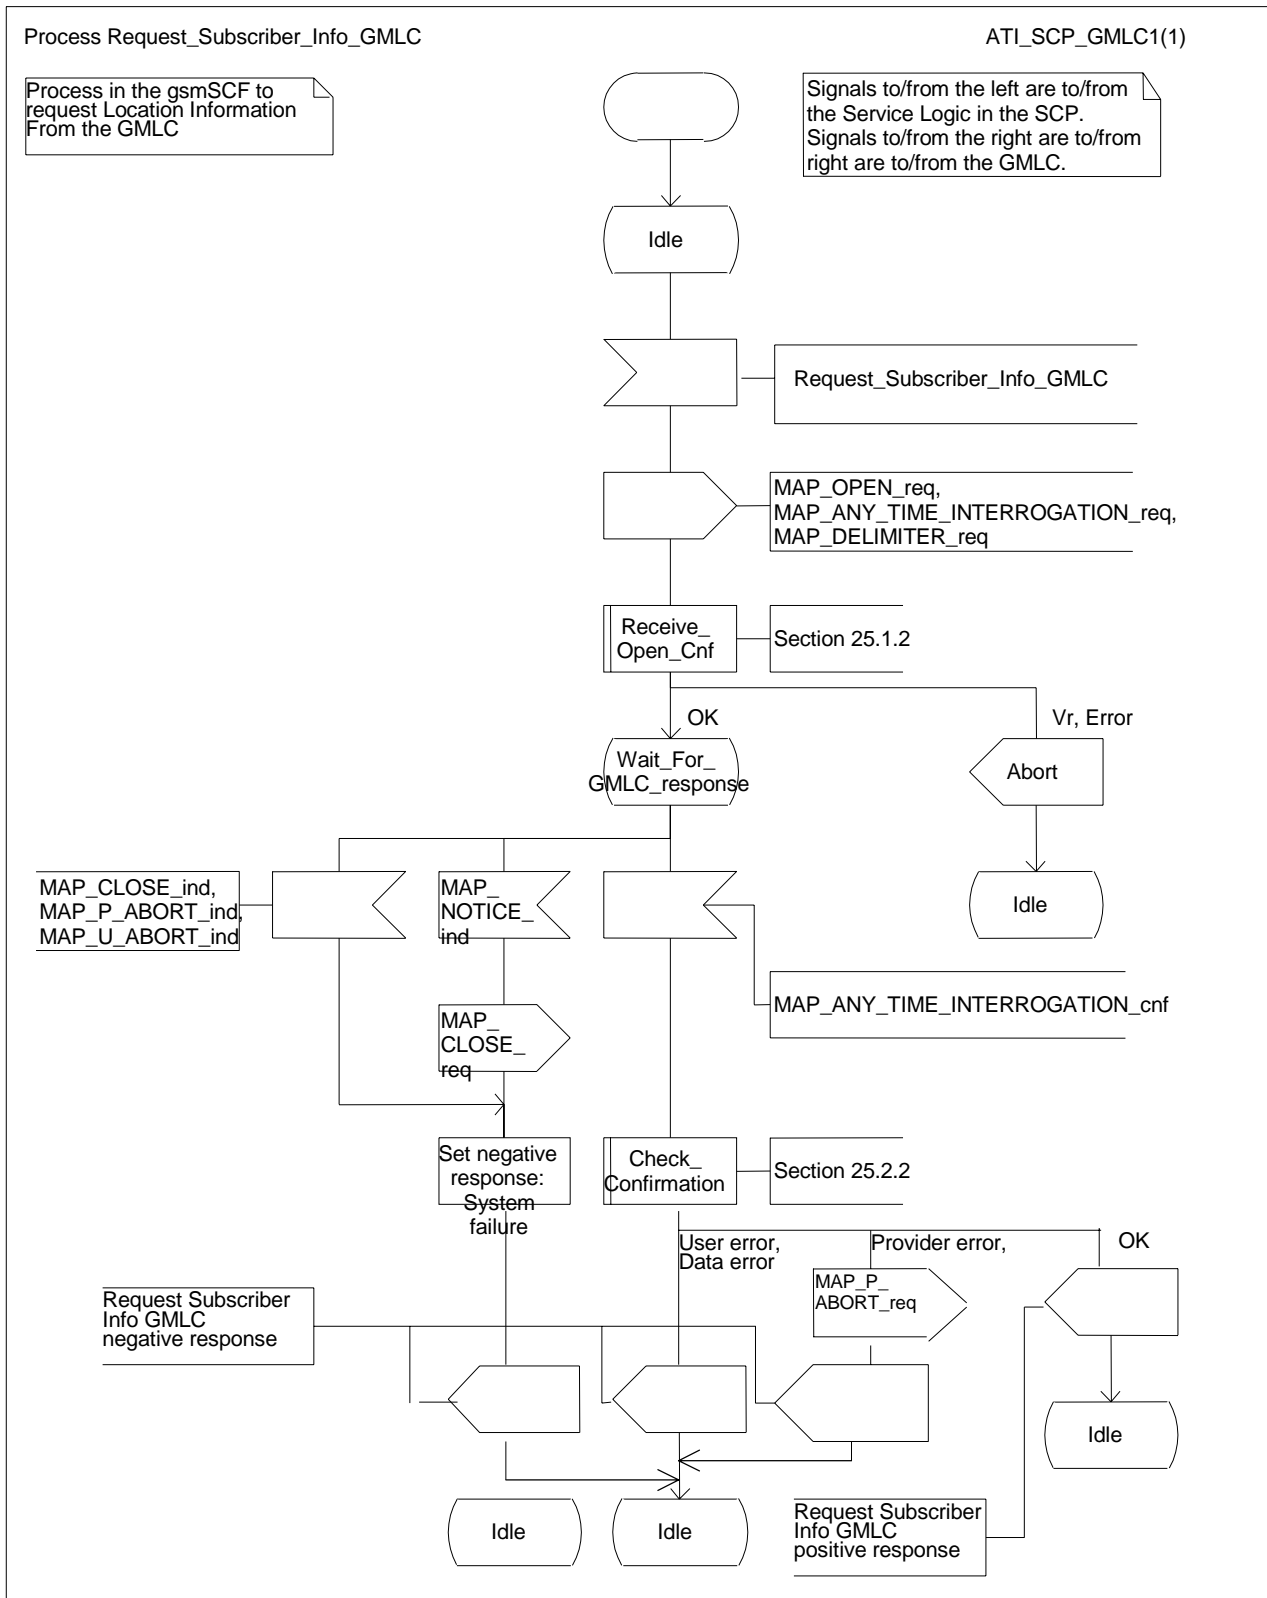 Process Request_Subscriber_Info_GMLC
ATI_SCP_GMLC1(1)
Process in the gsmSCF to
request Location Information
From the GMLC
Signals to/from the left are to/from
the Service Logic in the SCP.
Signals to/from the right are to/from
right are to/from the GMLC.
Idle
Request_Subscriber_Info_GMLC
MAP_OPEN_req,
MAP_ANY_TIME_INTERROGATION_req,
MAP_DELIMITER_req
Receive_
Open_Cnf
Section 25.1.2
OK
Vr, Error
Wait_For_
GMLC_response
Abort
MAP_CLOSE_ind,
MAP_P_ABORT_ind,
MAP_U_ABORT_ind
MAP_
NOTICE_
ind
Idle
MAP_ANY_TIME_INTERROGATION_cnf
MAP_
CLOSE_
req
Set negative
response:
System
failure
Check_
Confirmation
Section 25.2.2
User error,
Data error
Provider error,
OK
MAP_P_
ABORT_req
Request Subscriber
Info GMLC
negative response
Idle
Idle
Idle
Request Subscriber
Info GMLC
positive response